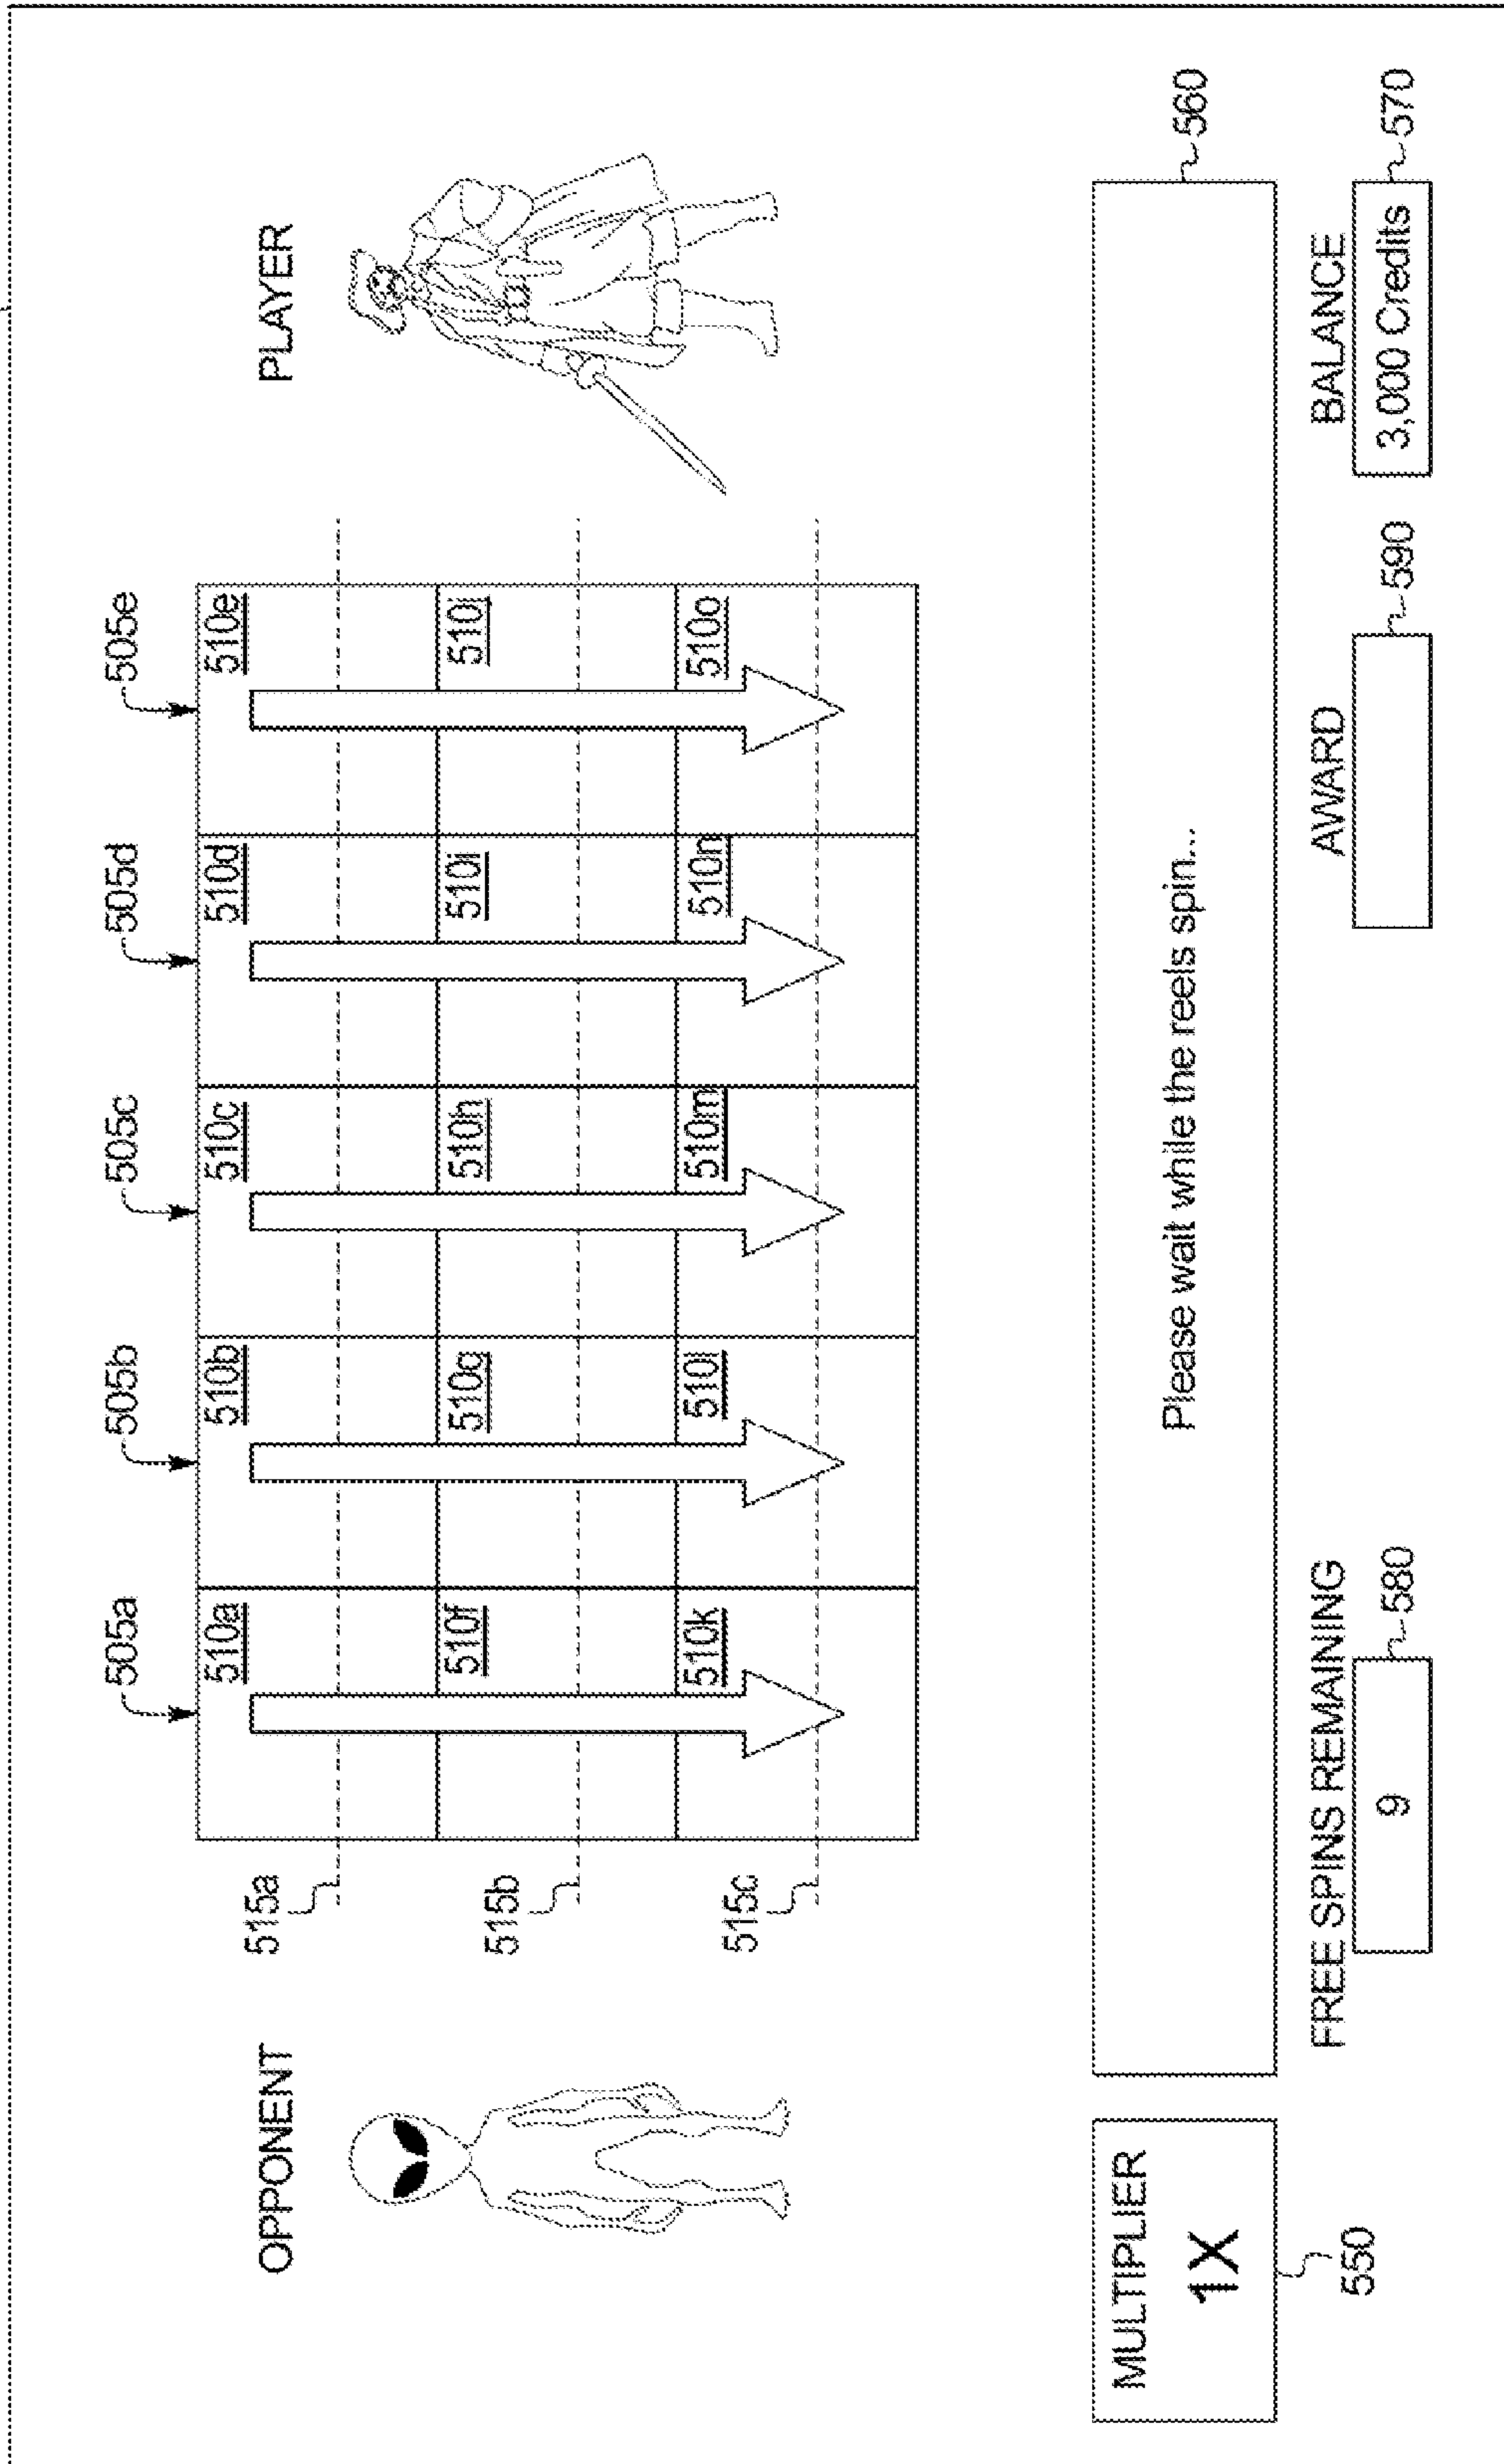 505a 505b 505c 505d 505e
OPPONENT
PLAYER
515a
510a 510b 510c 510d 510e
515b
510f 510g 510h 510i 510j
515c
510k 510l 510m 510n 510o
MULTIPLIER
1X
550
Please wait while the reels spin...
560
FREE SPINS REMAINING
9
580
AWARD
590
BALANCE
3,000 Credits
570